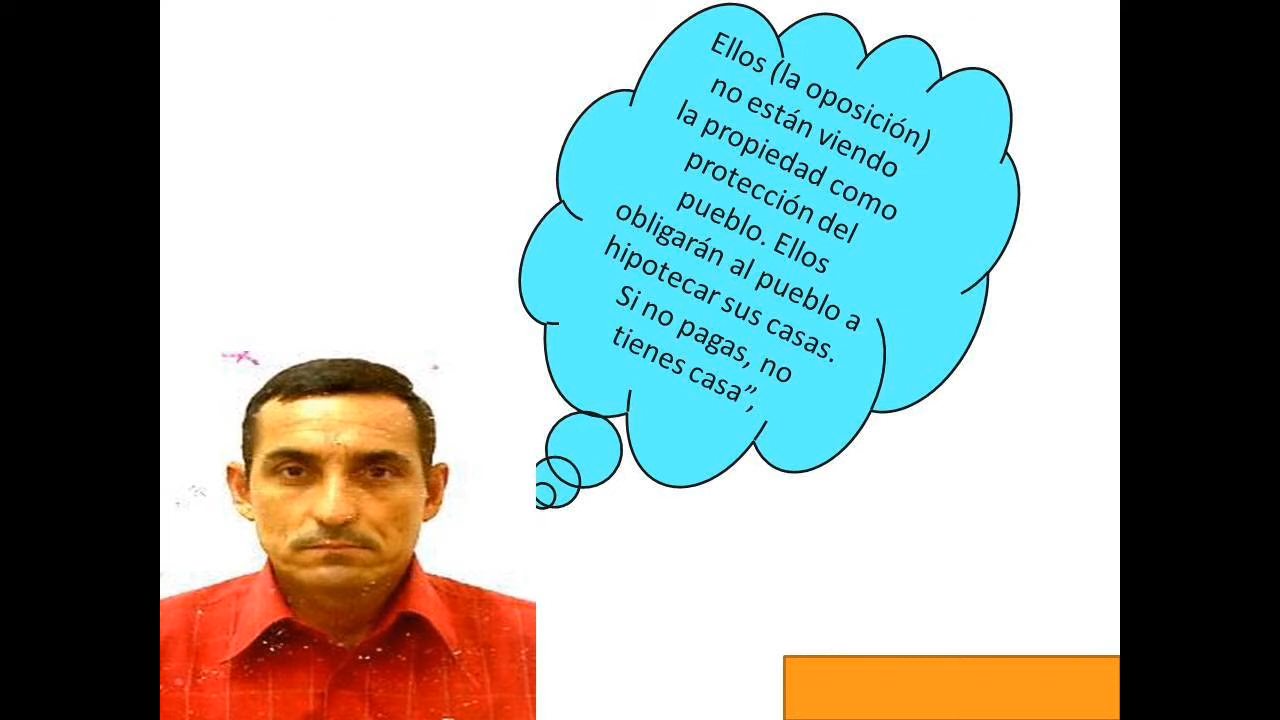 Ellos (la oposición)
no están viendo
la propiedad como
protección del
pueblo. Ellos
obligarán al pueblo a
hipotecar sus casas.
Si no pagas, no
tienes casa”,